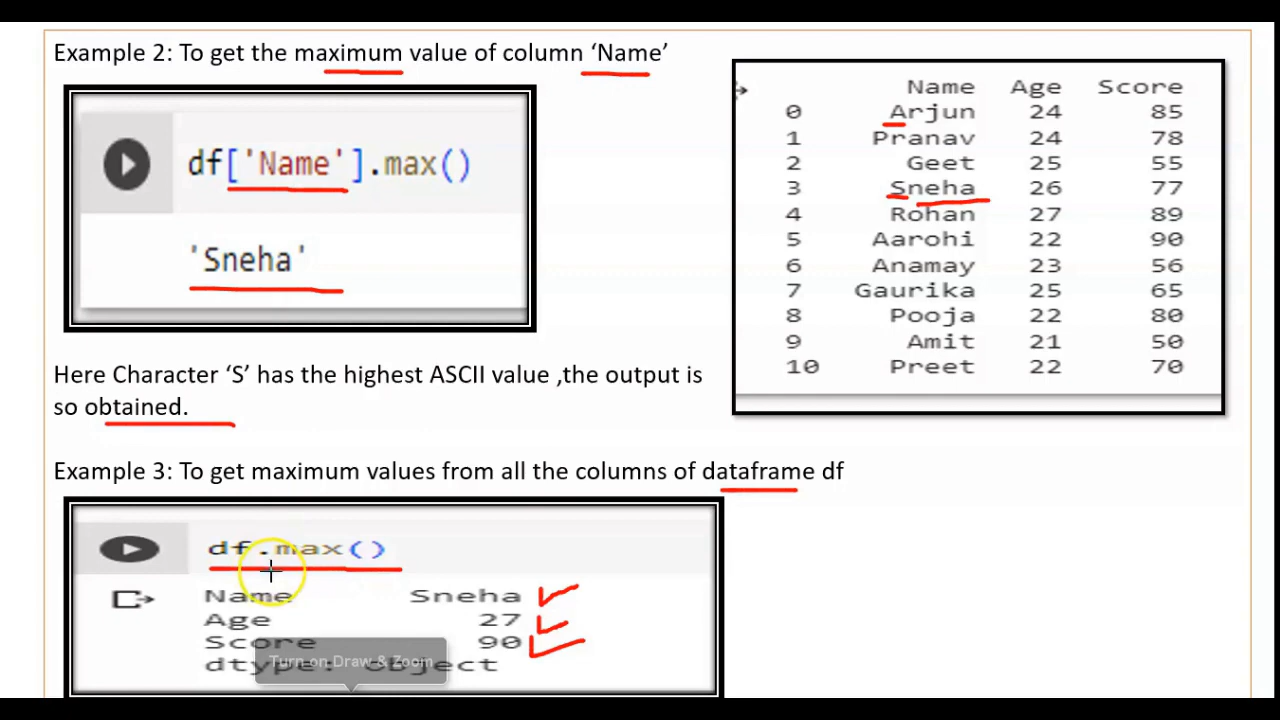 Example 2: To get the maximum value of column ‘Name’
df['Name'].max()
'Sneha'
Name Age Score
0 Arjun 24 85
1 Pranav 24 78
2 Geet 25 55
3 Sneha 26 77
4 Rohan 27 89
5 Aarohi 22 90
6 Anamay 23 56
7 Gaurika 25 65
8 Pooja 22 80
9 Amit 21 50
10 Preet 22 70
Here Character ‘S’ has the highest ASCII value ,the output is
so obtained.
Example 3: To get maximum values from all the columns of dataframe df
df.max()
Name Sneha
Age 27
Score 90
dtype: object
Turn on Draw & Zoom